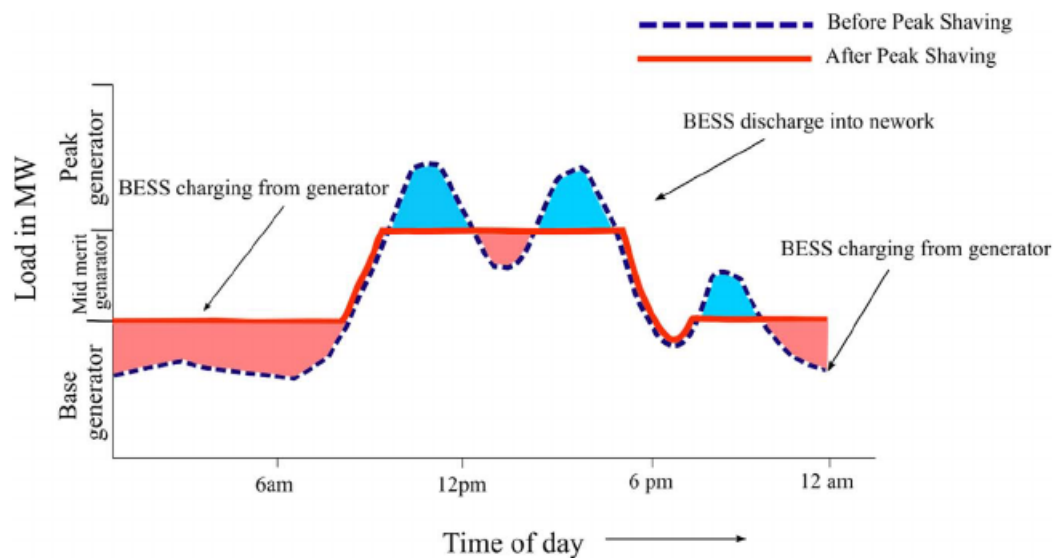 Before Peak Shaving
After Peak Shaving
BESS discharge into nework
BESS charging from generator
BESS charging from generator
Load in MW
Peak
generator
Mid merit
genarator
Base
generator
6am
12pm
6 pm
12 am
Time of day